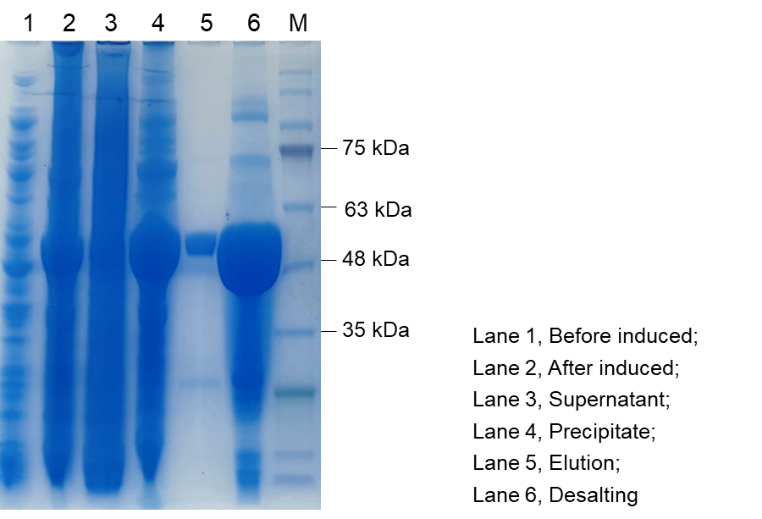 1 2 3 4 5 6 M
75 kDa
63 kDa
48 kDa
35 kDa
Lane 1, Before induced;
Lane 2, After induced;
Lane 3, Supernatant;
Lane 4, Precipitate;
Lane 5, Elution;
Lane 6, Desalting